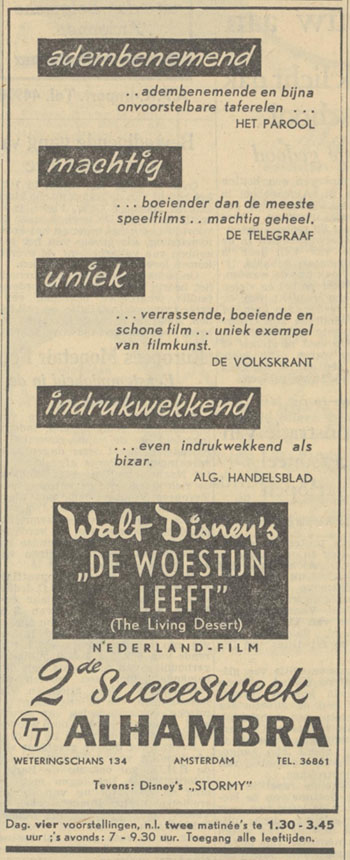 adembenemend
. . adembenemende en bijna
onvoorstelbare taferelen . . .
HET PAROOL
machtig
. . . boeiender dan de meeste
speelfilms . . machtig geheel.
DE TELEGRAAF
uniek
. . . verrassende, boeiende en
schone film . . uniek exempel
van filmkunst.
DE VOLKSKRANT
indrukwekkend
. . . even indrukwekkend als
bizar.
ALG. HANDELSBLAD
Walt Disney's
„DE WOESTIJN
LEEFT"
(The Living Desert)
NEDERLAND-FILM
2de Succesweek
TT ALHAMBRA
WETERINGSCHANS 134 AMSTERDAM TEL. 36861
Tevens: Disney's „STORMY"
Dag. vier voorstellingen, n.l. twee matinée's te 1.30 - 3.45
uur ;'s avonds: 7 - 9.30 uur. Toegang alle leeftijden.